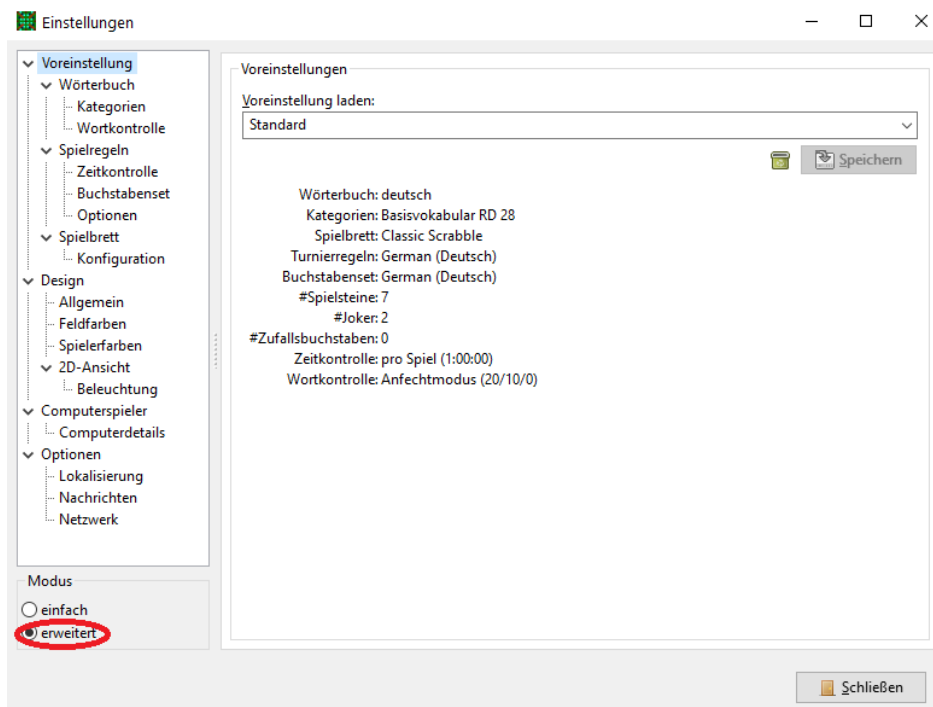 Einstellungen
Voreinstellung
Wörterbuch
Kategorien
Wortkontrolle
Spielregeln
Zeitkontrolle
Buchstabenset
Optionen
Spielbrett
Konfiguration
Design
Allgemein
Feldfarben
Spielerfarben
2D-Ansicht
Beleuchtung
Computerspieler
Computerdetails
Optionen
Lokalisierung
Nachrichten
Netzwerk
Modus
einfach
erweitert
Voreinstellungen
Voreinstellung laden:
Standard
Speichern
Wörterbuch: deutsch
Kategorien: Basisvokabular RD 28
Spielbrett: Classic Scrabble
Turnierregeln: German (Deutsch)
Buchstabenset: German (Deutsch)
#Spielsteine: 7
#Joker: 2
#Zufallsbuchstaben: 0
Zeitkontrolle: pro Spiel (1:00:00)
Wortkontrolle: Anfechtmodus (20/10/0)
Schließen